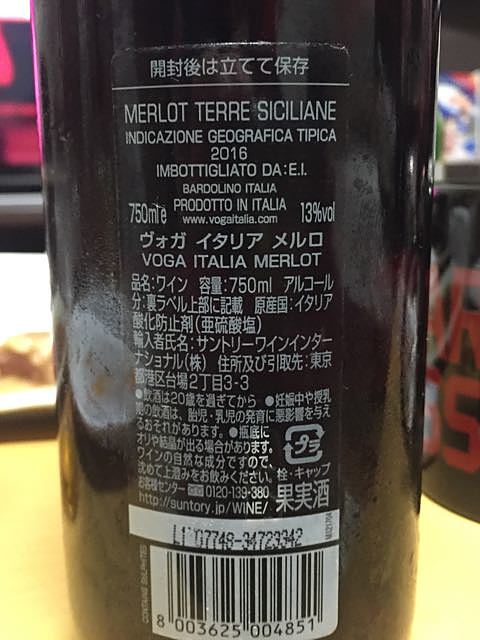 開封後は立てて保存
MERLOT TERRE SICILIANE
INDICAZIONE GEOGRAFICA TIPICA
2016
IMBOTTIGLIATO DA:E.I.
BARDOLINO ITALIA
PRODOTTO IN ITALIA
750ml e www.vogaitalia.com 13%vol
ヴォガ イタリア メルロ
VOGA ITALIA MERLOT
品名:ワイン 容量:750ml アルコール
分:裏ラベル上部に記載 原産国:イタリア
酸化防止剤(亜硫酸塩)
輸入者氏名:サントリーワインインター
ナショナル(株) 住所及び引取先:東京
都港区台場2丁目3-3
●飲酒は20歳を過ぎてから ●妊娠中や授乳
期の飲酒は、胎児・乳児の発育に悪影響を与え
るおそれがあります。●瓶底に
オリや結晶が出る場合があります。
ワインの自然な成分ですので、
沈めて上澄みをお飲みください。
プラ
栓・キャップ
お客様センター 0120-139-380
http://suntory.jp/WINE/
果実酒
L1 07748-34723342
CONTAINS SULPHITES
8 003625 004851